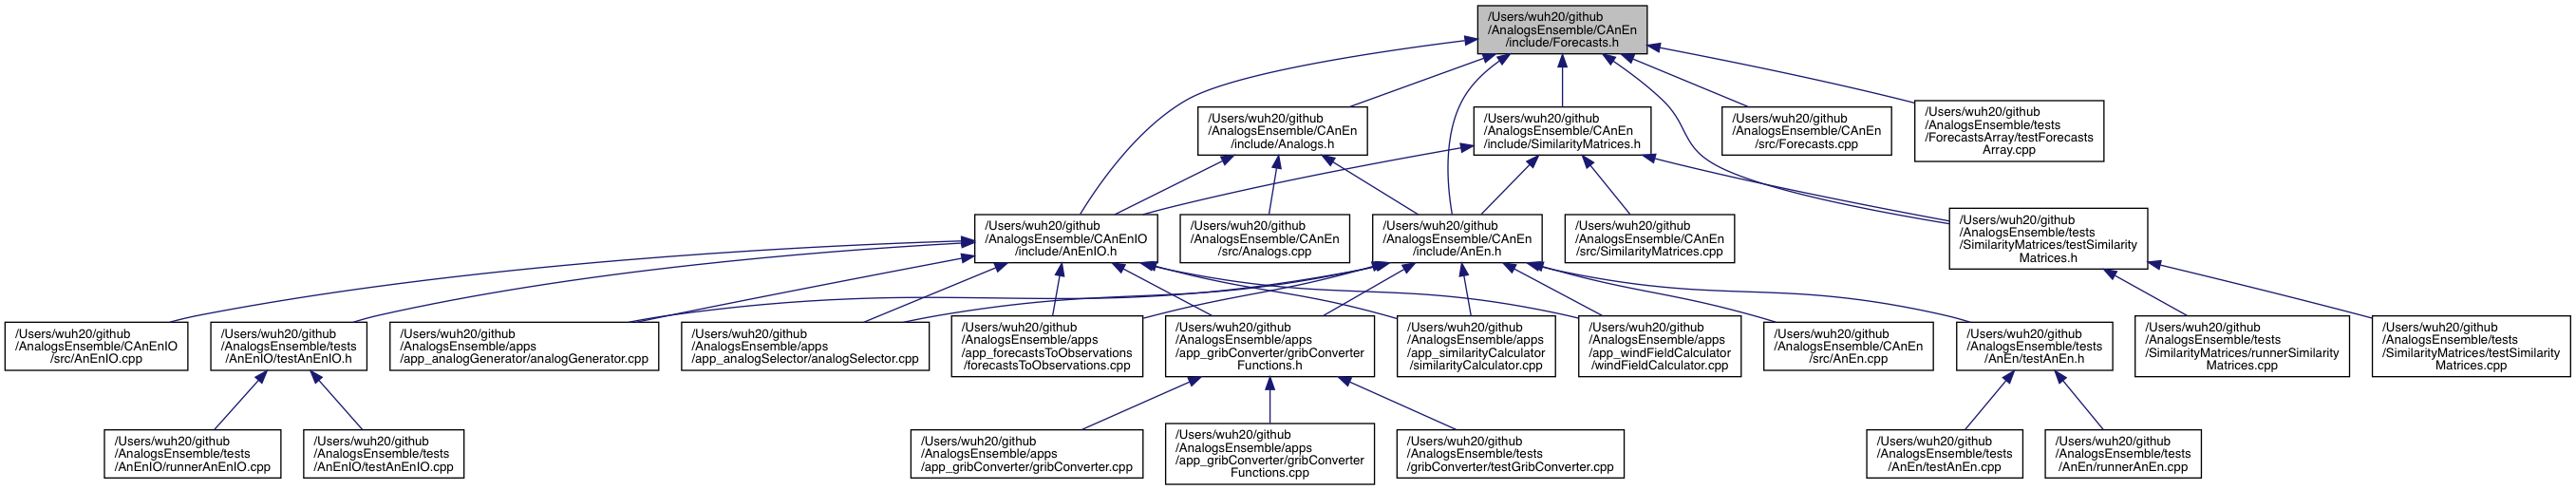 /Users/wuh20/github
/AnalogsEnsemble/CAnEn
/include/Forecasts.h
/Users/wuh20/github
/AnalogsEnsemble/CAnEn
/include/Analogs.h
/Users/wuh20/github
/AnalogsEnsemble/CAnEn
/include/SimilarityMatrices.h
/Users/wuh20/github
/AnalogsEnsemble/CAnEn
/src/Forecasts.cpp
/Users/wuh20/github
/AnalogsEnsemble/tests
/ForecastsArray/testForecasts
Array.cpp
/Users/wuh20/github
/AnalogsEnsemble/CAnEnIO
/include/AnEnIO.h
/Users/wuh20/github
/AnalogsEnsemble/CAnEn
/src/Analogs.cpp
/Users/wuh20/github
/AnalogsEnsemble/CAnEn
/include/AnEn.h
/Users/wuh20/github
/AnalogsEnsemble/CAnEn
/src/SimilarityMatrices.cpp
/Users/wuh20/github
/AnalogsEnsemble/tests
/SimilarityMatrices/testSimilarity
Matrices.h
/Users/wuh20/github
/AnalogsEnsemble/CAnEnIO
/src/AnEnIO.cpp
/Users/wuh20/github
/AnalogsEnsemble/tests
/AnEnIO/testAnEnIO.h
/Users/wuh20/github
/AnalogsEnsemble/apps
/app_analogGenerator/analogGenerator.cpp
/Users/wuh20/github
/AnalogsEnsemble/apps
/app_analogSelector/analogSelector.cpp
/Users/wuh20/github
/AnalogsEnsemble/apps
/app_forecastsToObservations
/forecastsToObservations.cpp
/Users/wuh20/github
/AnalogsEnsemble/apps
/app_gribConverter/gribConverter
Functions.h
/Users/wuh20/github
/AnalogsEnsemble/apps
/app_similarityCalculator
/similarityCalculator.cpp
/Users/wuh20/github
/AnalogsEnsemble/apps
/app_windFieldCalculator
/windFieldCalculator.cpp
/Users/wuh20/github
/AnalogsEnsemble/CAnEn
/src/AnEn.cpp
/Users/wuh20/github
/AnalogsEnsemble/tests
/AnEn/testAnEn.h
/Users/wuh20/github
/AnalogsEnsemble/tests
/SimilarityMatrices/runnerSimilarity
Matrices.cpp
/Users/wuh20/github
/AnalogsEnsemble/tests
/SimilarityMatrices/testSimilarity
Matrices.cpp
/Users/wuh20/github
/AnalogsEnsemble/tests
/AnEnIO/runnerAnEnIO.cpp
/Users/wuh20/github
/AnalogsEnsemble/tests
/AnEnIO/testAnEnIO.cpp
/Users/wuh20/github
/AnalogsEnsemble/apps
/app_gribConverter/gribConverter.cpp
/Users/wuh20/github
/AnalogsEnsemble/apps
/app_gribConverter/gribConverter
Functions.cpp
/Users/wuh20/github
/AnalogsEnsemble/tests
/gribConverter/testGribConverter.cpp
/Users/wuh20/github
/AnalogsEnsemble/tests
/AnEn/testAnEn.cpp
/Users/wuh20/github
/AnalogsEnsemble/tests
/AnEn/runnerAnEn.cpp